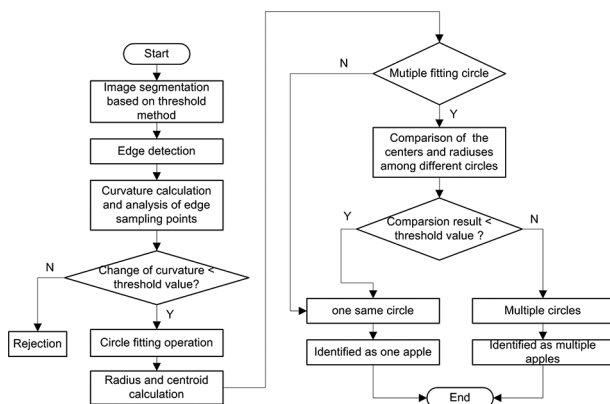 Start
Image segmentation
based on threshold
method
Edge detection
Curvature calculation
and analysis of edge
sampling points
Change of curvature <
threshold value?
N
Y
Rejection
Circle fitting operation
Radius and centroid
calculation
Mutiple fitting circle
N
Y
Comparison of the
centers and radiuses
among different circles
Comparsion result <
threshold value ?
Y
N
one same circle
Multiple circles
Identified as one apple
Identified as multiple
apples
End